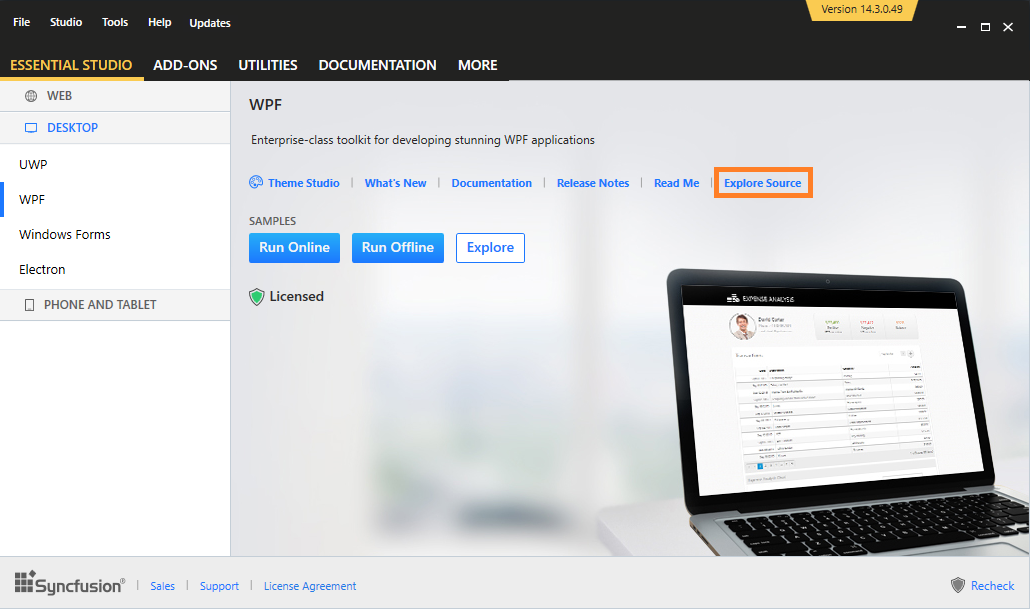 File Studio Tools Help Updates
Version 14.3.0.49
ESSENTIAL STUDIO ADD-ONS UTILITIES DOCUMENTATION MORE
WEB
DESKTOP
UWP
WPF
Windows Forms
Electron
PHONE AND TABLET
WPF
Enterprise-class toolkit for developing stunning WPF applications
Theme Studio | What's New | Documentation | Release Notes | Read Me | Explore Source
SAMPLES
Run Online Run Offline Explore
Licensed
EXPENSE ANALYSIS
Syncfusion® | Sales | Support | License Agreement
Recheck